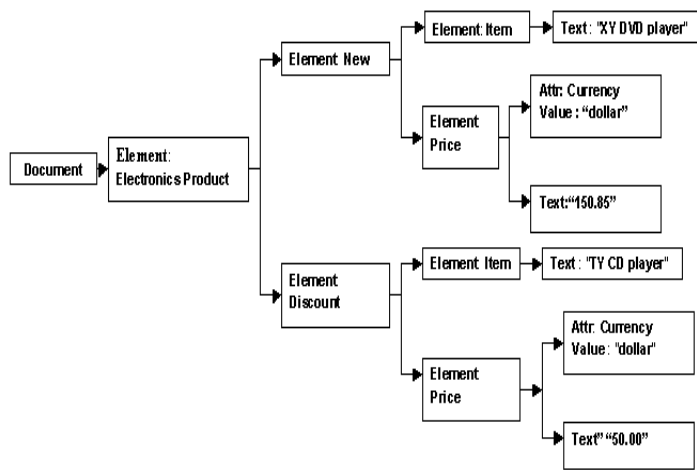 Document
Element:
Electronics Product
Element New
Element: Item
Text: "XY DVD player"
Element
Price
Attr: Currency
Value : “dollar”
Text:“150.85”
Element
Discount
Element Item
Text : "TY CD player"
Element
Price
Attr: Currency
Value : "dollar"
Text” “50.00”